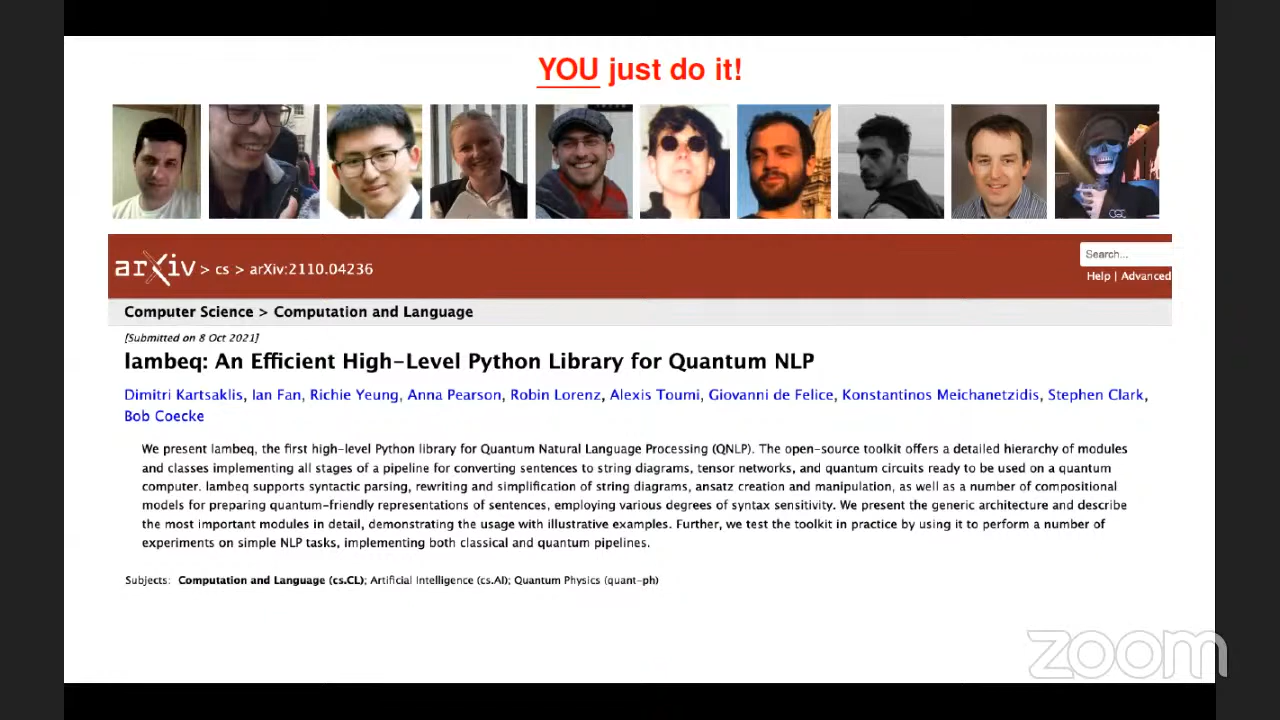 YOU just do it!
CQC
arXiv > cs > arXiv:2110.04236
Search...
Help | Advanced
Computer Science > Computation and Language
[Submitted on 8 Oct 2021]
lambeq: An Efficient High-Level Python Library for Quantum NLP
Dimitri Kartsaklis, Ian Fan, Richie Yeung, Anna Pearson, Robin Lorenz, Alexis Toumi, Giovanni de Felice, Konstantinos Meichanetzidis, Stephen Clark,
Bob Coecke
We present lambeq, the first high-level Python library for Quantum Natural Language Processing (QNLP). The open-source toolkit offers a detailed hierarchy of modules
and classes implementing all stages of a pipeline for converting sentences to string diagrams, tensor networks, and quantum circuits ready to be used on a quantum
computer. lambeq supports syntactic parsing, rewriting and simplification of string diagrams, ansatz creation and manipulation, as well as a number of compositional
models for preparing quantum-friendly representations of sentences, employing various degrees of syntax sensitivity. We present the generic architecture and describe
the most important modules in detail, demonstrating the usage with illustrative examples. Further, we test the toolkit in practice by using it to perform a number of
experiments on simple NLP tasks, implementing both classical and quantum pipelines.
Subjects: Computation and Language (cs.CL); Artificial Intelligence (cs.AI); Quantum Physics (quant-ph)
zoom